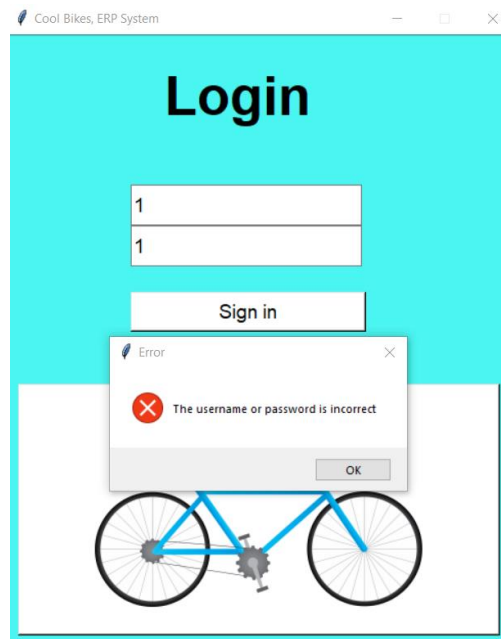 Cool Bikes, ERP System
Login
1
1
Sign in
Error
The username or password is incorrect
OK